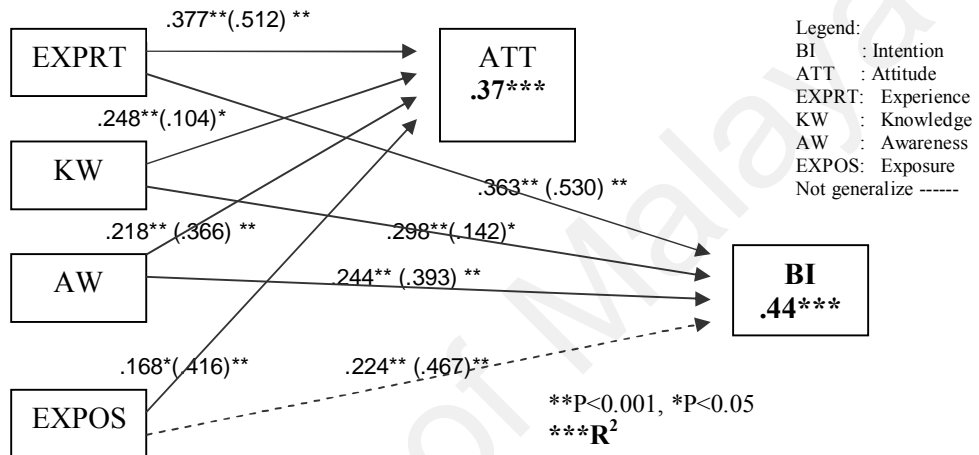 .377**(.512) **
EXPRT
ATT
.37***
Legend:
BI : Intention
ATT : Attitude
EXPRT: Experience
KW : Knowledge
AW : Awareness
EXPOS: Exposure
Not generalize ------
.248**(.104)*
KW
.363** (.530) **
.218** (.366) **
.298**(.142)*
AW
.244** (.393) **
BI
.44***
.168*(.416)**
.224** (.467)**
EXPOS
**P<0.001, *P<0.05
***R²
of Malaya